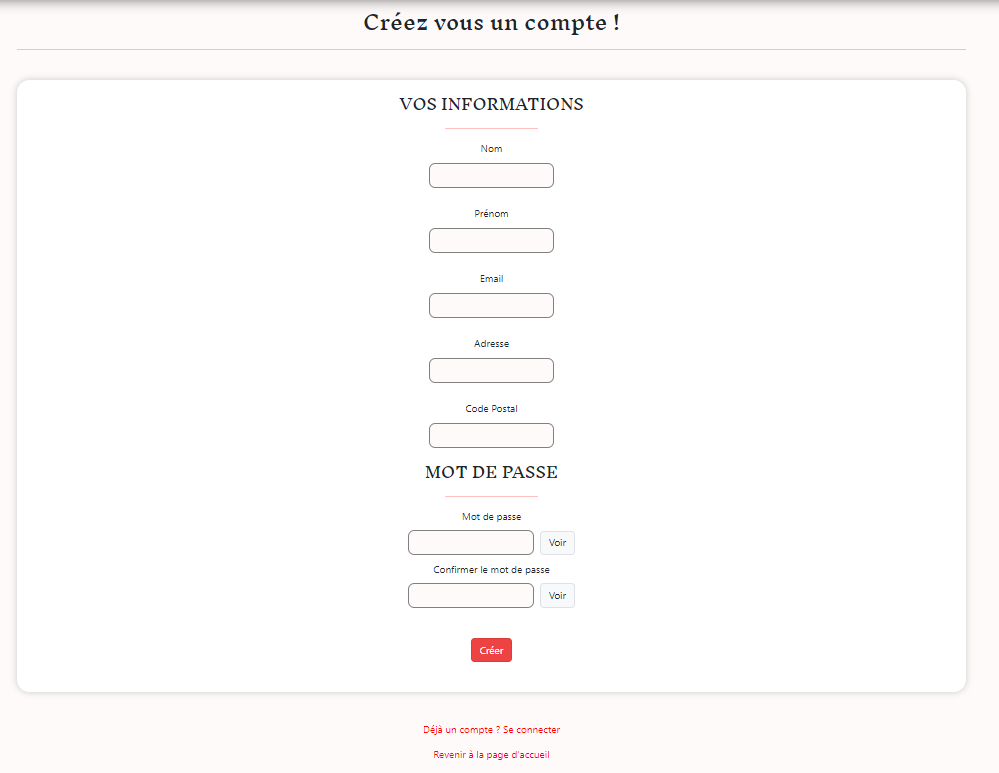 Créez vous un compte !
VOS INFORMATIONS
Nom
Prénom
Email
Adresse
Code Postal
MOT DE PASSE
Mot de passe
Voir
Confirmer le mot de passe
Voir
Créer
Déjà un compte ? Se connecter
Revenir à la page d'accueil